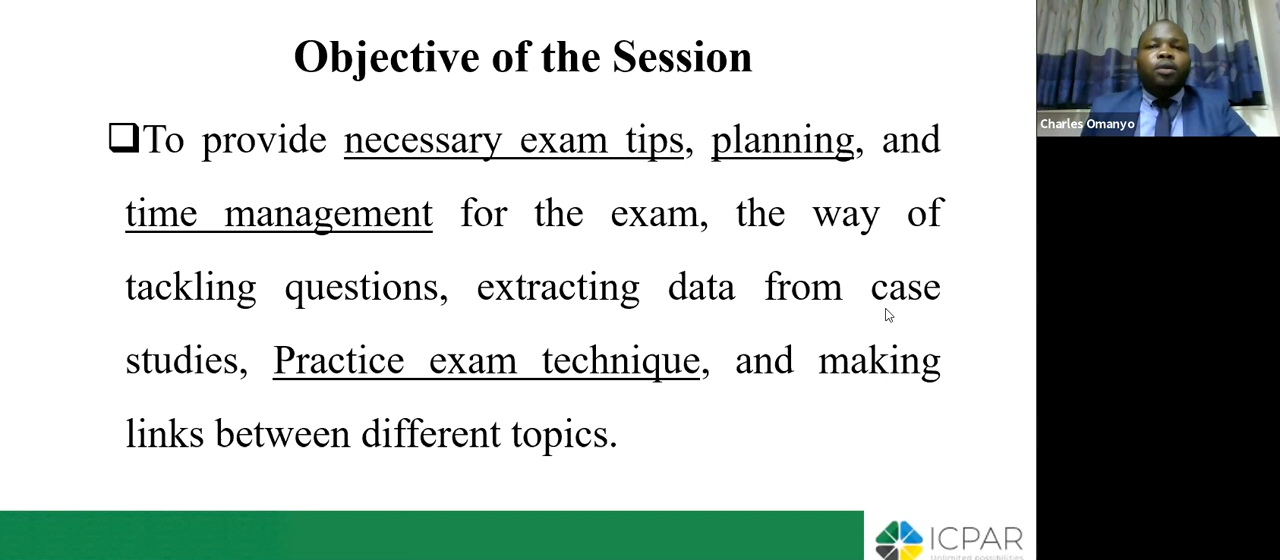 Objective of the Session
❑To provide necessary exam tips, planning, and
time management for the exam, the way of
tackling questions, extracting data from case
studies, Practice exam technique, and making
links between different topics.
Charles Omanyo
ICPAR
Unlimited possibilities